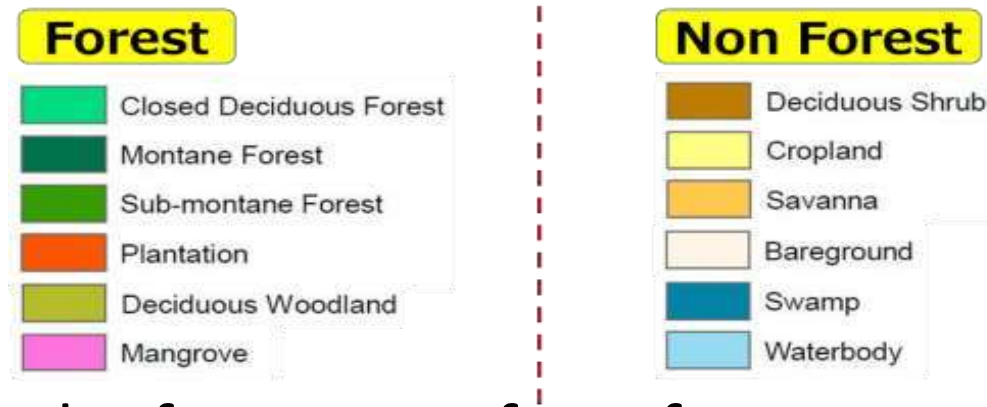 Forest
Closed Deciduous Forest
Montane Forest
Sub-montane Forest
Plantation
Deciduous Woodland
Mangrove
Non Forest
Deciduous Shrub
Cropland
Savanna
Bareground
Swamp
Waterbody